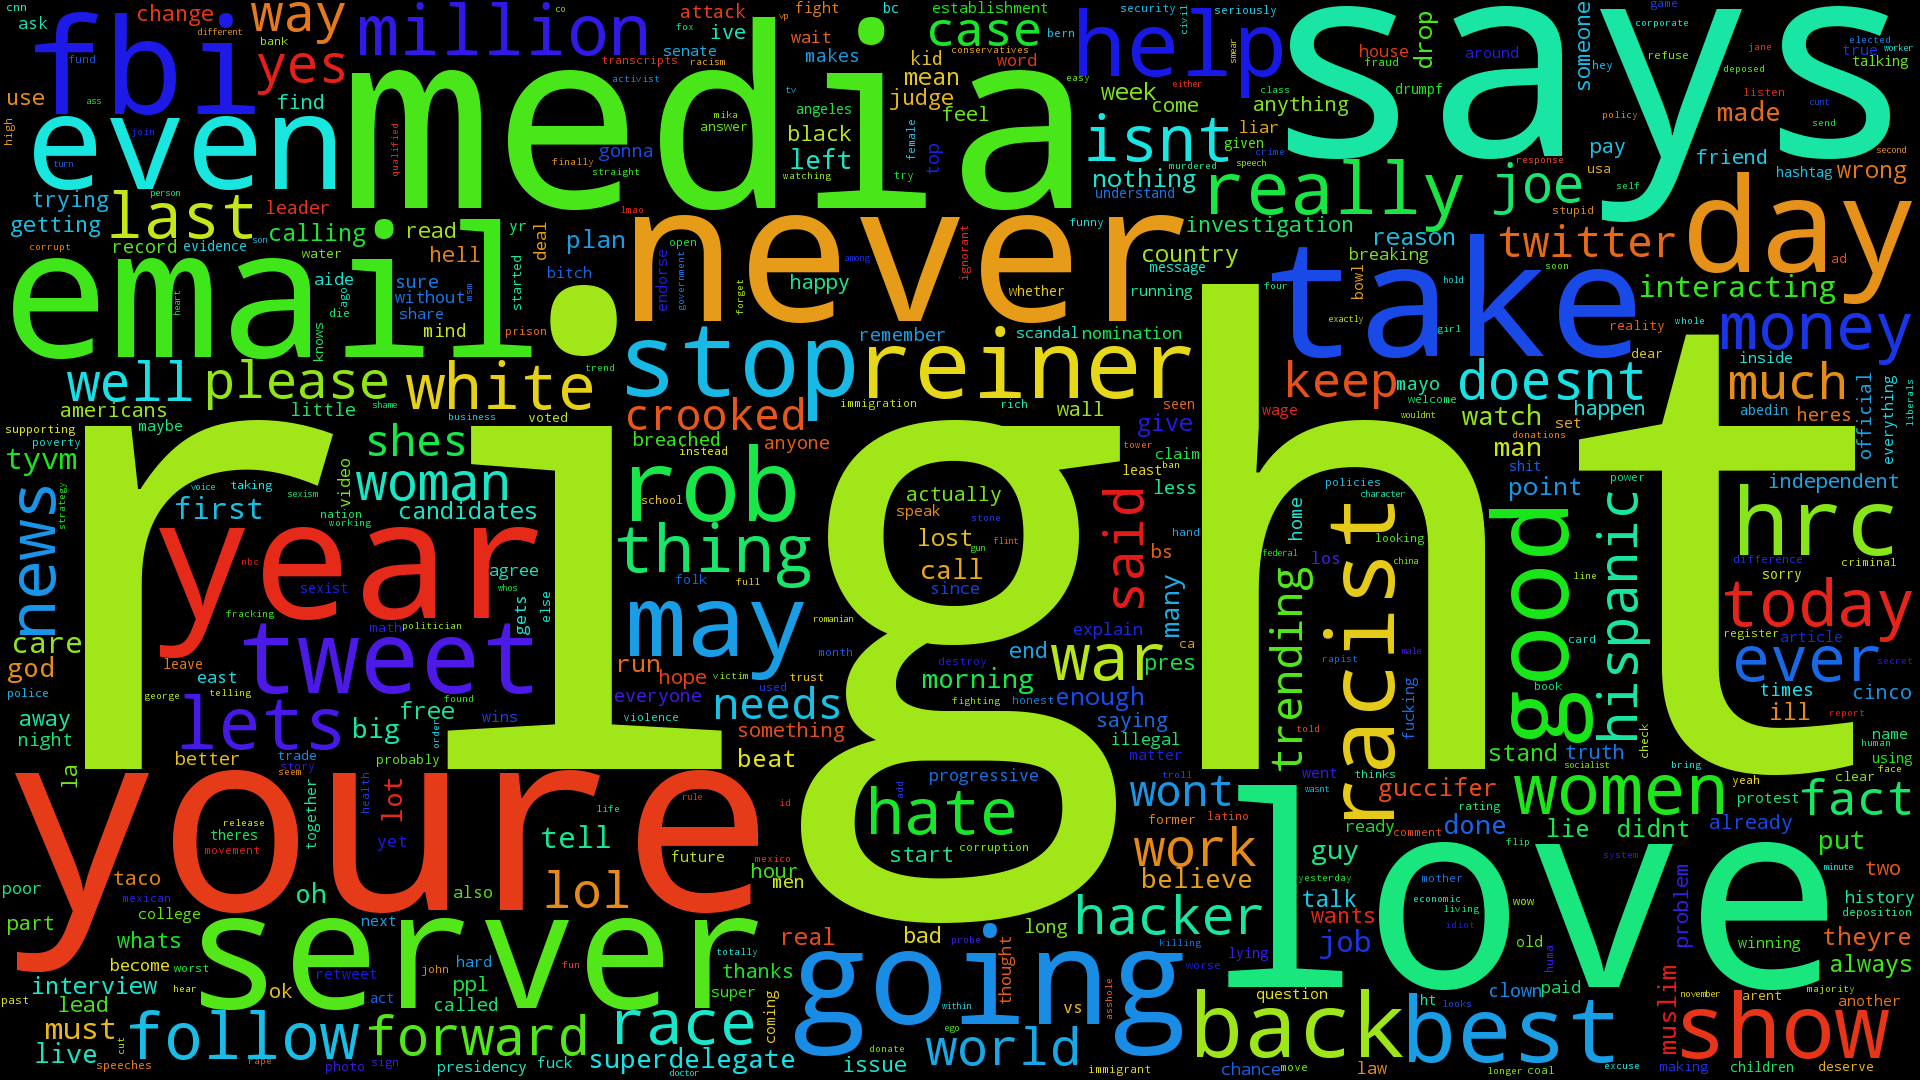 right
media
says
never
email
youre
love
server
going
year
take
day
even
fbi
help
million
way
yes
case
isnt
really
joe
twitter
interacting
money
much
doesnt
keep
reiner
stop
crooked
white
please
well
last
shes
woman
candidates
first
news
tweet
lets
rob
thing
may
needs
war
said
racist
trending
good
hispanic
hrc
today
ever
women
fact
show
best
back
hacker
work
wont
believe
hate
lol
race
superdelegate
forward
follow
must
live
world
job
guccifer
done
morning
call
lost
actually
speak
since
change
ask
cnn
different
fund
bank
use
find
high
ass
join
turn
trying
getting
record
evidence
corrupt
son
calling
water
leader
person
heart
aide
hell
read
sure
without
share
mind
knows
ago
die
msm
prison
started
yr
deal
plan
bitch
lmao
open
endorse
government
forget
happy
among
ignorant
funny
whether
transcripts
activist
racism
senate
attack
ive
fight
wait
makes
co
fox
vp
bc
establishment
conservatives
word
kid
mean
judge
feel
tv
angeles
mika
answer
black
left
gonna
straight
finally
qualified
watching
try
female
top
security
bern
seriously
civil
smear
easy
week
come
anything
liar
given
nothing
understand
murdered
crime
speech
class
either
house
fraud
drop
drumpf
around
someone
true
hey
talking
game
corporate
elected
worker
refuse
jane
deposed
listen
made
cunt
send
policy
pay
friend
second
wrong
hashtag
usa
response
self
stupid
investigation
country
message
running
reason
breaking
bowl
four
exactly
girl
hold
soon
ad
reality
whole
dear
inside
remember
scandal
nomination
immigration
rich
wall
seen
give
wage
mayo
welcome
wouldnt
watch
happen
set
donations
man
abedin
heres
official
everything
liberals
americans
maybe
little
shame
trend
business
voted
supporting
poverty
tyvm
strategy
voice
taking
sexism
video
nation
working
breached
instead
anyone
claim
least
ban
tower
less
bs
school
stone
gun
flint
hand
home
policies
character
looking
shit
point
power
independent
federal
los
china
line
difference
criminal
sorry
agree
gets
else
whos
nbc
sexist
fracking
folk
full
many
care
god
police
math
politician
leave
east
george
telling
found
run
hope
victim
everyone
violence
used
trust
romanian
month
something
destroy
fighting
honest
end
explain
ca
pres
enough
saying
illegal
matter
rapist
male
fucking
told
book
card
register
article
secret
times
cinco
ill
report
away
night
la
better
trade
story
seem
big
free
wins
order
probably
beat
progressive
troll
went
thinks
wasnt
stand
truth
socialist
check
bring
name
human
using
clear
face
yeah
protest
already
together
health
lot
yet
release
theres
movement
tell
life
rule
id
future
mexico
hour
men
add
start
corruption
former
latino
ready
rating
comment
flip
lie
didnt
put
system
minute
two
guy
yesterday
mother
talk
wants
economic
living
idiot
wow
old
problem
history
deposition
winning
theyre
always
poor
taco
mexican
college
part
whats
become
worst
oh
also
next
hard
john
retweet
ok
hear
act
ppl
called
fun
totally
thanks
super
real
bad
probe
long
thought
killing
worse
lying
huma
question
ht
looks
clown
paid
muslim
november
arent
majority
another
past
interview
lead
speeches
cut
rape
photo
sign
presidency
fuck
doctor
coming
issue
ego
within
donate
vs
asshole
immigrant
chance
move
law
longer
coal
excuse
making
children
deserve